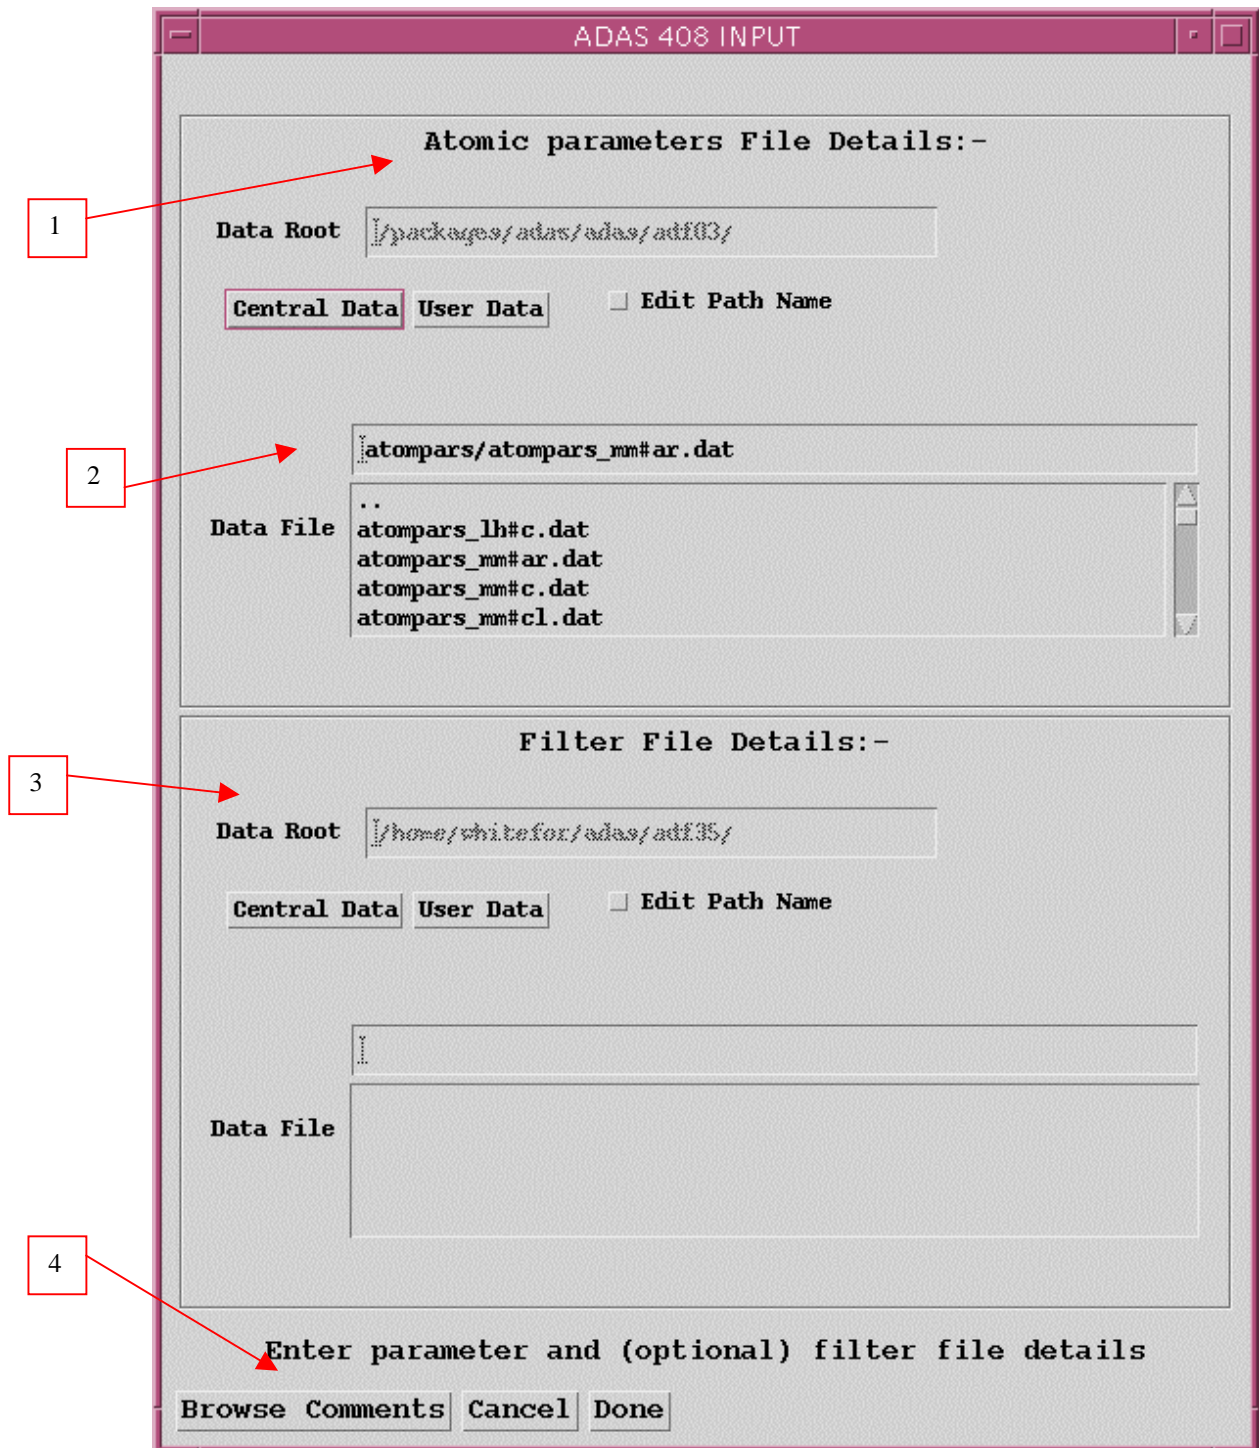 ADAS 408 INPUT
Atomic parameters File Details:-
1
Data Root /packages/adas/adas/adf03/
Central Data User Data Edit Path Name
2
atompars/atompars_mm#ar.dat
Data File
..
atompars_lh#c.dat
atompars_mm#ar.dat
atompars_mm#c.dat
atompars_mm#cl.dat
Filter File Details:-
3
Data Root /home/whitefor/adas/adf35/
Central Data User Data Edit Path Name
Data File
4
Enter parameter and (optional) filter file details
Browse Comments Cancel Done